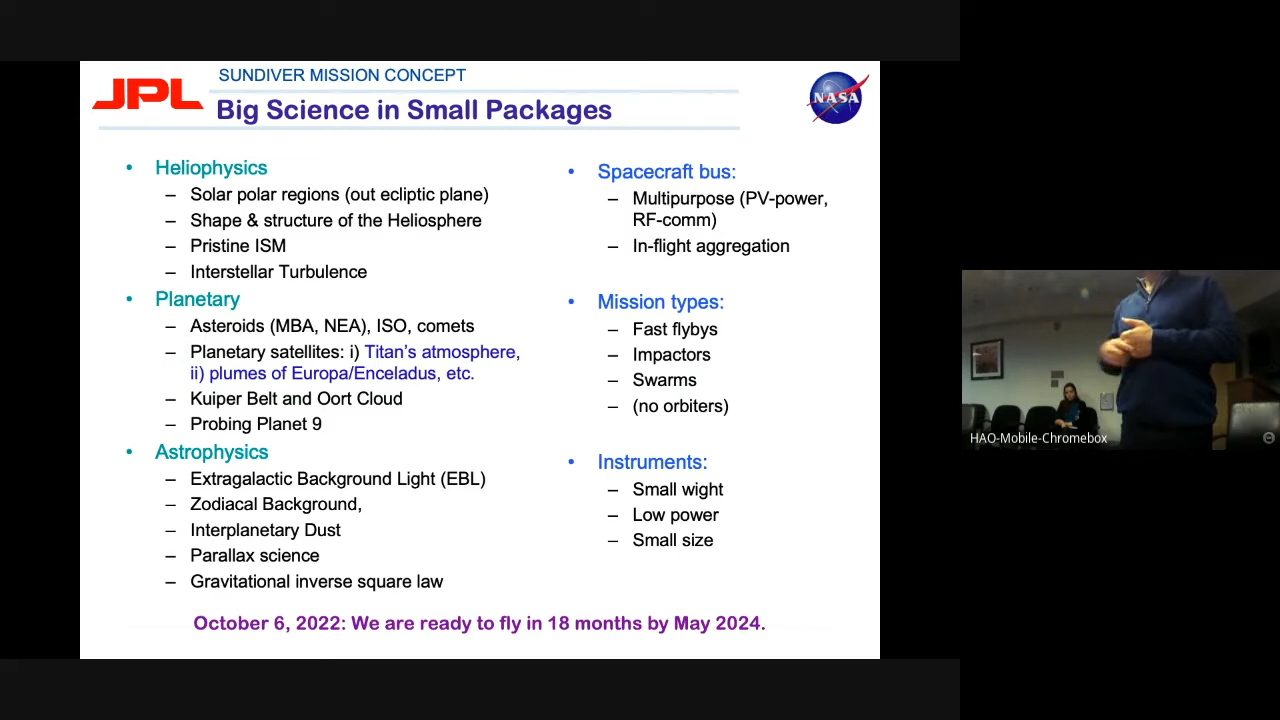 JPL
SUNDIVER MISSION CONCEPT
Big Science in Small Packages
NASA
• Heliophysics
– Solar polar regions (out ecliptic plane)
– Shape & structure of the Heliosphere
– Pristine ISM
– Interstellar Turbulence
• Planetary
– Asteroids (MBA, NEA), ISO, comets
– Planetary satellites: i) Titan's atmosphere,
ii) plumes of Europa/Enceladus, etc.
– Kuiper Belt and Oort Cloud
– Probing Planet 9
• Astrophysics
– Extragalactic Background Light (EBL)
– Zodiacal Background,
– Interplanetary Dust
– Parallax science
– Gravitational inverse square law
• Spacecraft bus:
– Multipurpose (PV-power,
RF-comm)
– In-flight aggregation
• Mission types:
– Fast flybys
– Impactors
– Swarms
– (no orbiters)
• Instruments:
– Small wight
– Low power
– Small size
October 6, 2022: We are ready to fly in 18 months by May 2024.
HAO-Mobile-Chromebox